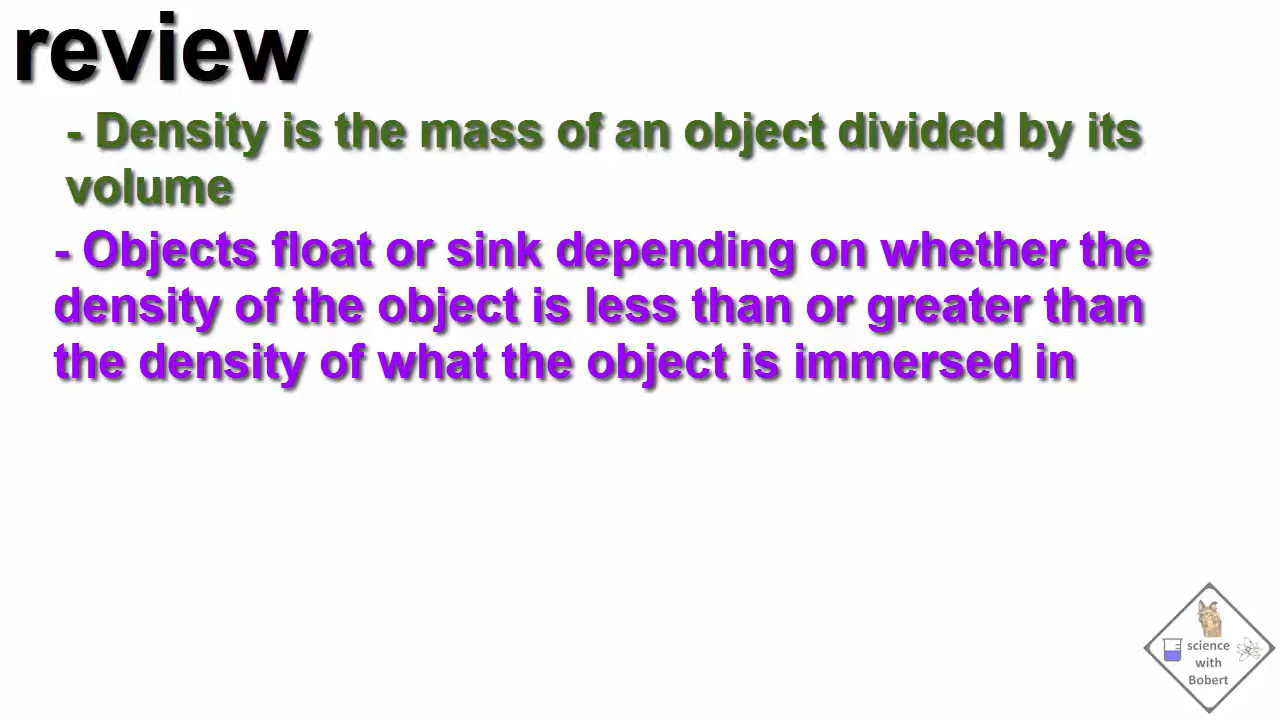 review
- Density is the mass of an object divided by its
volume
- Objects float or sink depending on whether the
density of the object is less than or greater than
the density of what the object is immersed in
science
with
Bobert